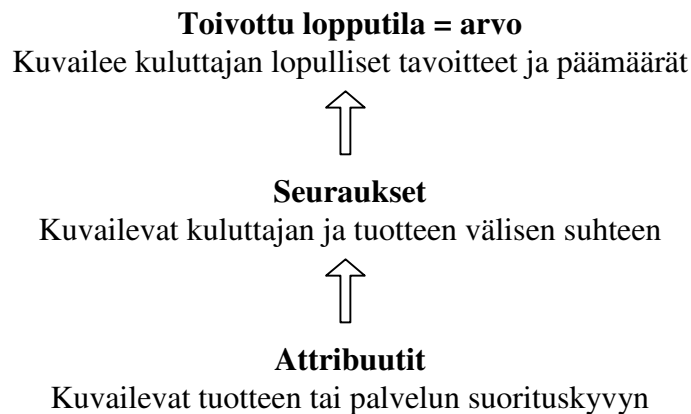 Toivottu lopputila = arvo
Kuvailee kuluttajan lopulliset tavoitteet ja päämäärät
Seuraukset
Kuvailevat kuluttajan ja tuotteen välisen suhteen
Attribuutit
Kuvailevat tuotteen tai palvelun suorituskyvyn